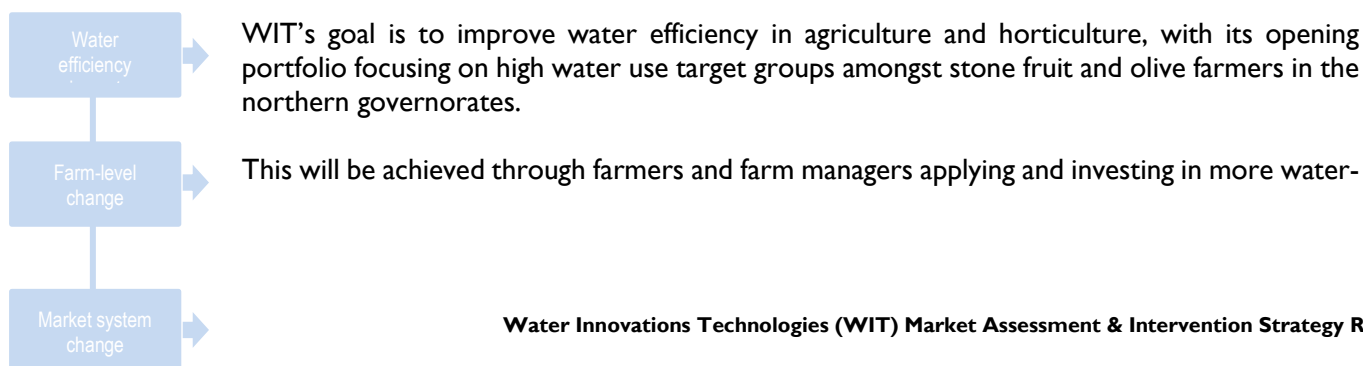 Water
efficiency
WIT's goal is to improve water efficiency in agriculture and horticulture, with its opening
portfolio focusing on high water use target groups amongst stone fruit and olive farmers in the
northern governorates.
Farm-level
change
This will be achieved through farmers and farm managers applying and investing in more water-
Market system
change
Water Innovations Technologies (WIT) Market Assessment & Intervention Strategy R